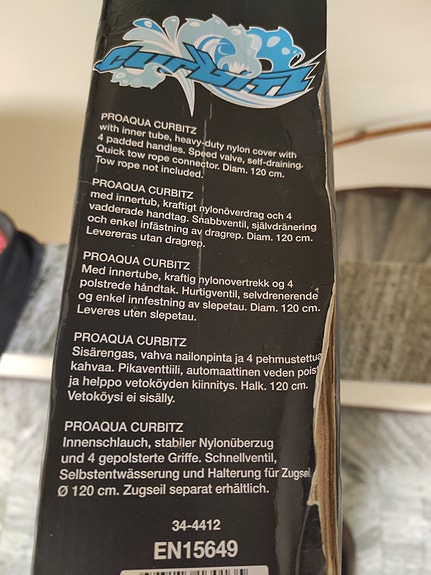 CURBITZ
PROAQUA CURBITZ
with inner tube, heavy-duty nylon cover with
4 padded handles. Speed valve, self-draining.
Quick tow rope connector. Diam. 120 cm.
Tow rope not included.
PROAQUA CURBITZ
med innertub, kraftigt nylonöverdrag och 4
vadderade handtag. Snabbventil, självdränering
och enkel infästning av dragrep. Diam. 120 cm.
Levereras utan dragrep.
PROAQUA CURBITZ
Med innertube, kraftig nylonovertrekk og 4
polstrede håndtak. Hurtigventil, selvdrenerende
og enkel innfestning av slepetau. Diam. 120 cm.
Leveres uten slepetau.
PROAQUA CURBITZ
Sisärengas, vahva nailonpinta ja 4 pehmustettua
kahvaa. Pikaventtiili, automaattinen veden pois
ja helppo vetoköyden kiinnitys. Halk. 120 cm.
Vetoköysi ei sisälly.
PROAQUA CURBITZ
Innenschlauch, stabiler Nylonüberzug
und 4 gepolsterte Griffe. Schnellventil,
Selbstentwässerung und Halterung für Zugseil
Ø 120 cm. Zugseil separat erhältlich.
34-4412
EN15649